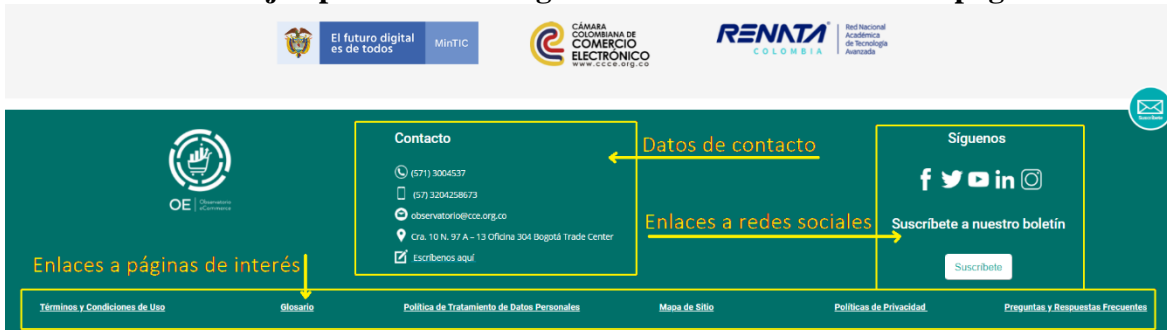 El futuro digital
es de todos
MinTIC
CÁMARA
COLOMBIANA DE
COMERCIO
ELECTRÓNICO
www.ccce.org.co
RENATA
COLOMBIA
Red Nacional
Académica
de Tecnología
Avanzada
Suscríbete
OE
Observatorio
eCommerce
Contacto
(571) 3004537
(57) 3204258673
observatorio@cce.org.co
Cra. 10 N. 97 A – 13 Oficina 304 Bogotá Trade Center
Escríbenos aquí
Datos de contacto
Síguenos
Enlaces a redes sociales
Suscríbete a nuestro boletín
Suscríbete
Enlaces a páginas de interés
Términos y Condiciones de Uso Glosario Política de Tratamiento de Datos Personales Mapa de Sitio Políticas de Privacidad Preguntas y Respuestas Frecuentes